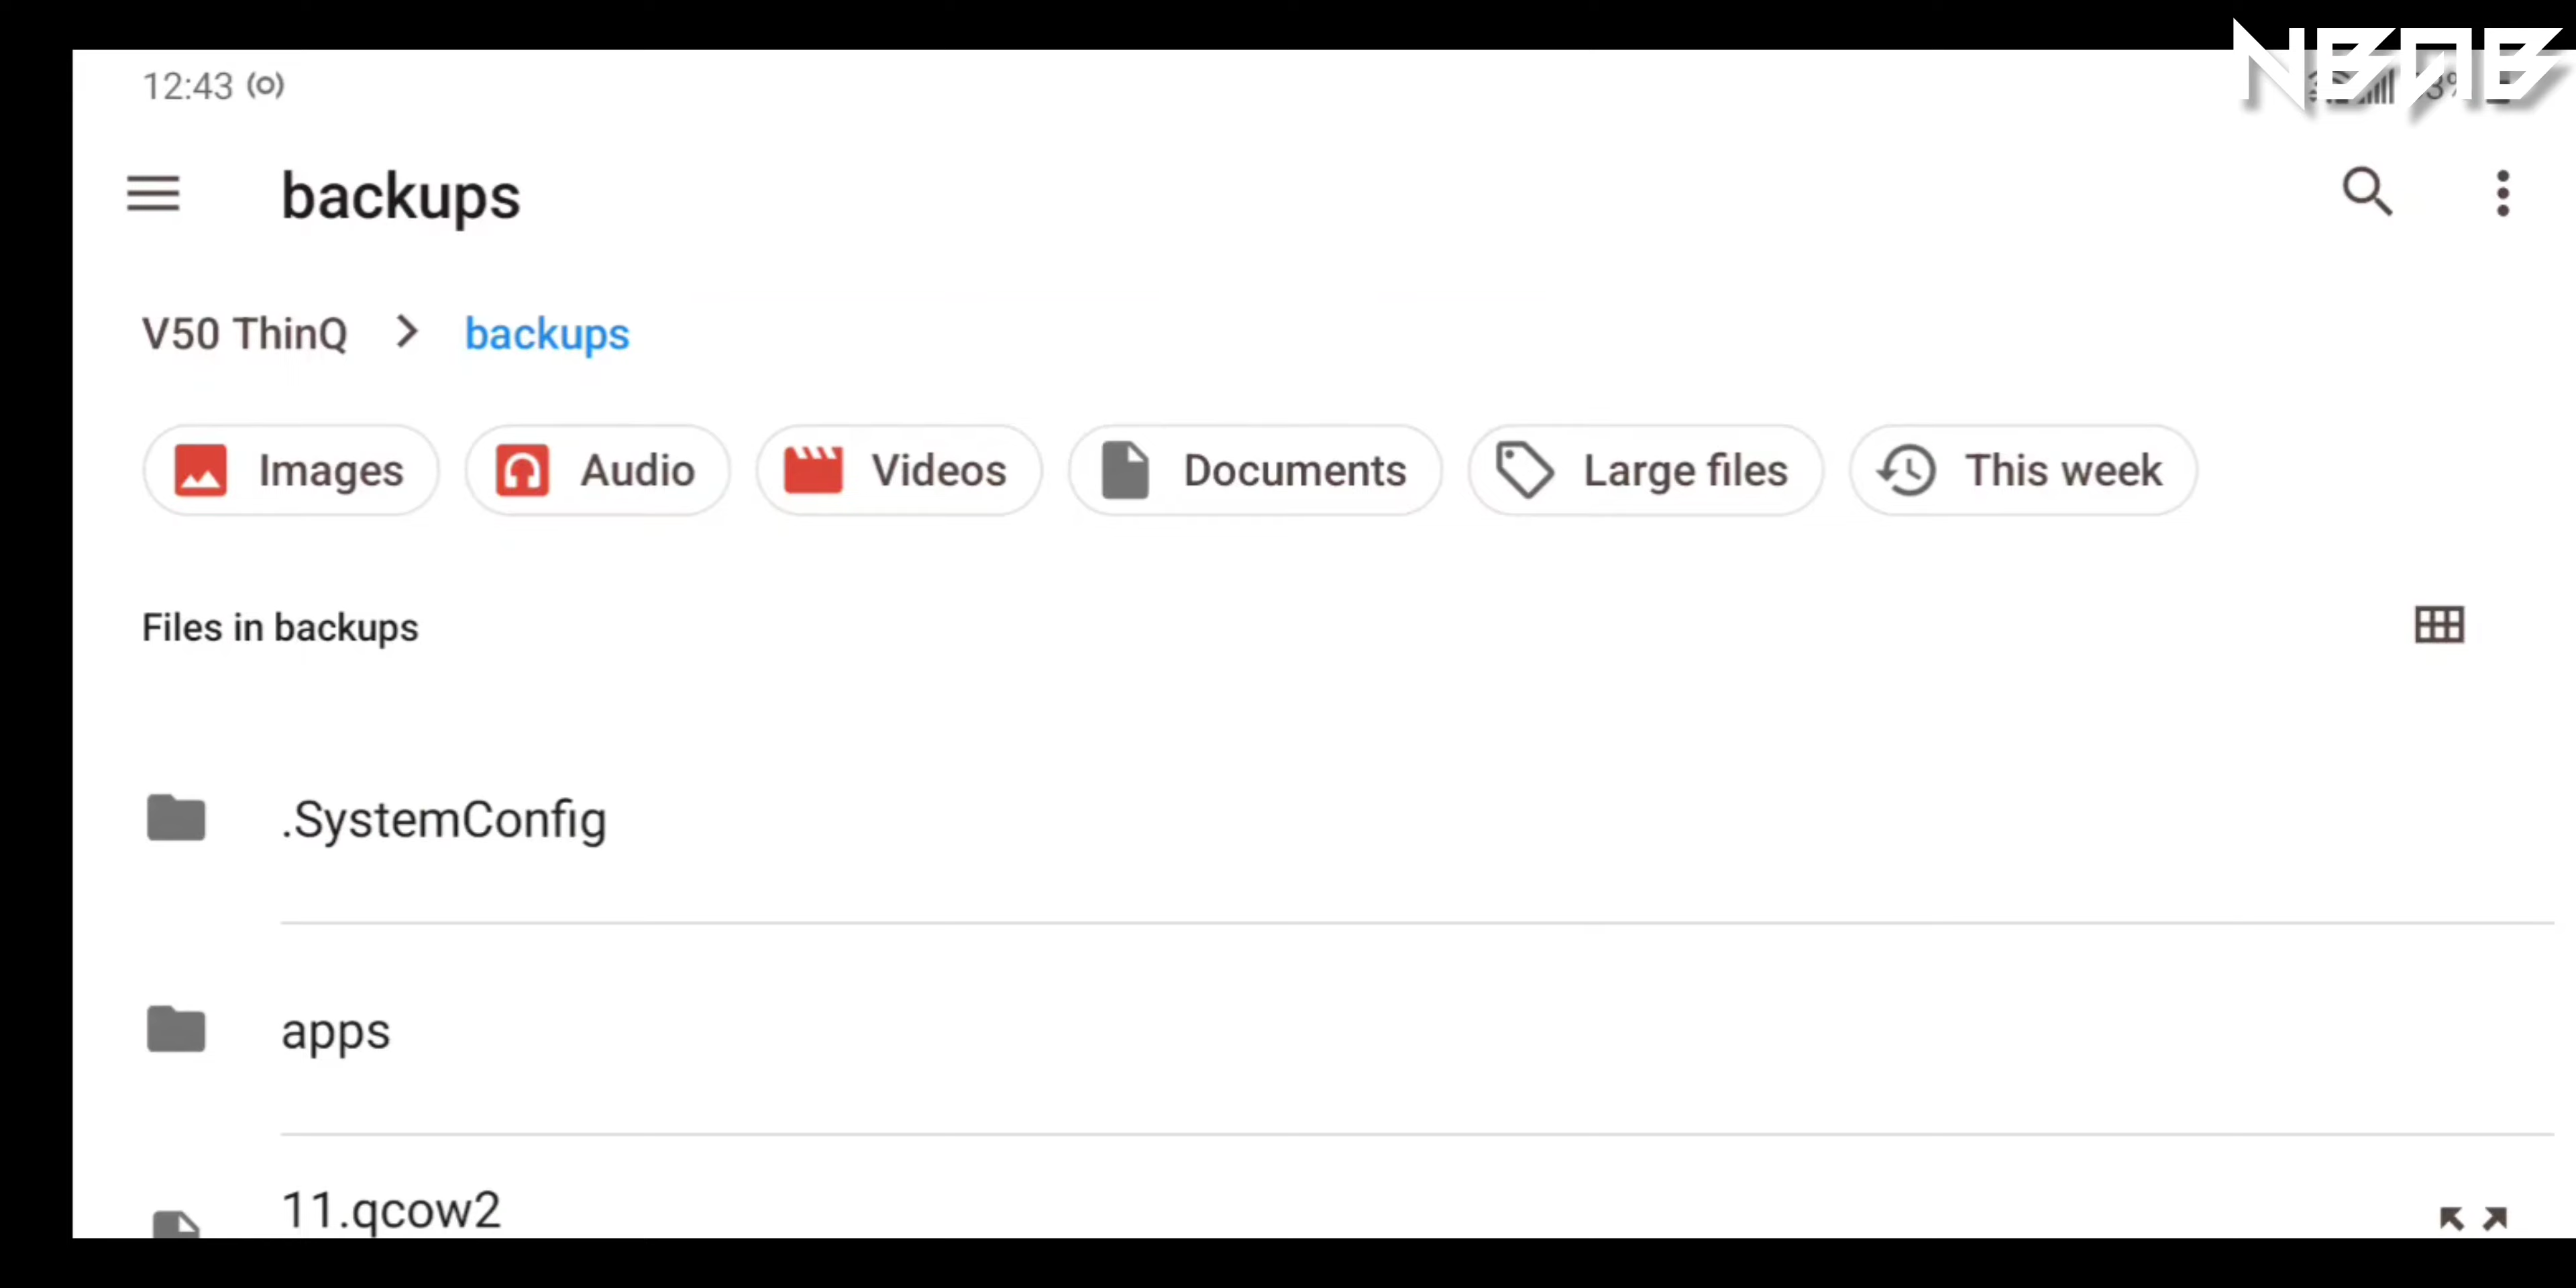 12:43
backups
V50 ThinQ
backups
Images
Audio
Videos
Documents
Large files
This week
Files in backups
.SystemConfig
apps
11.qcow2